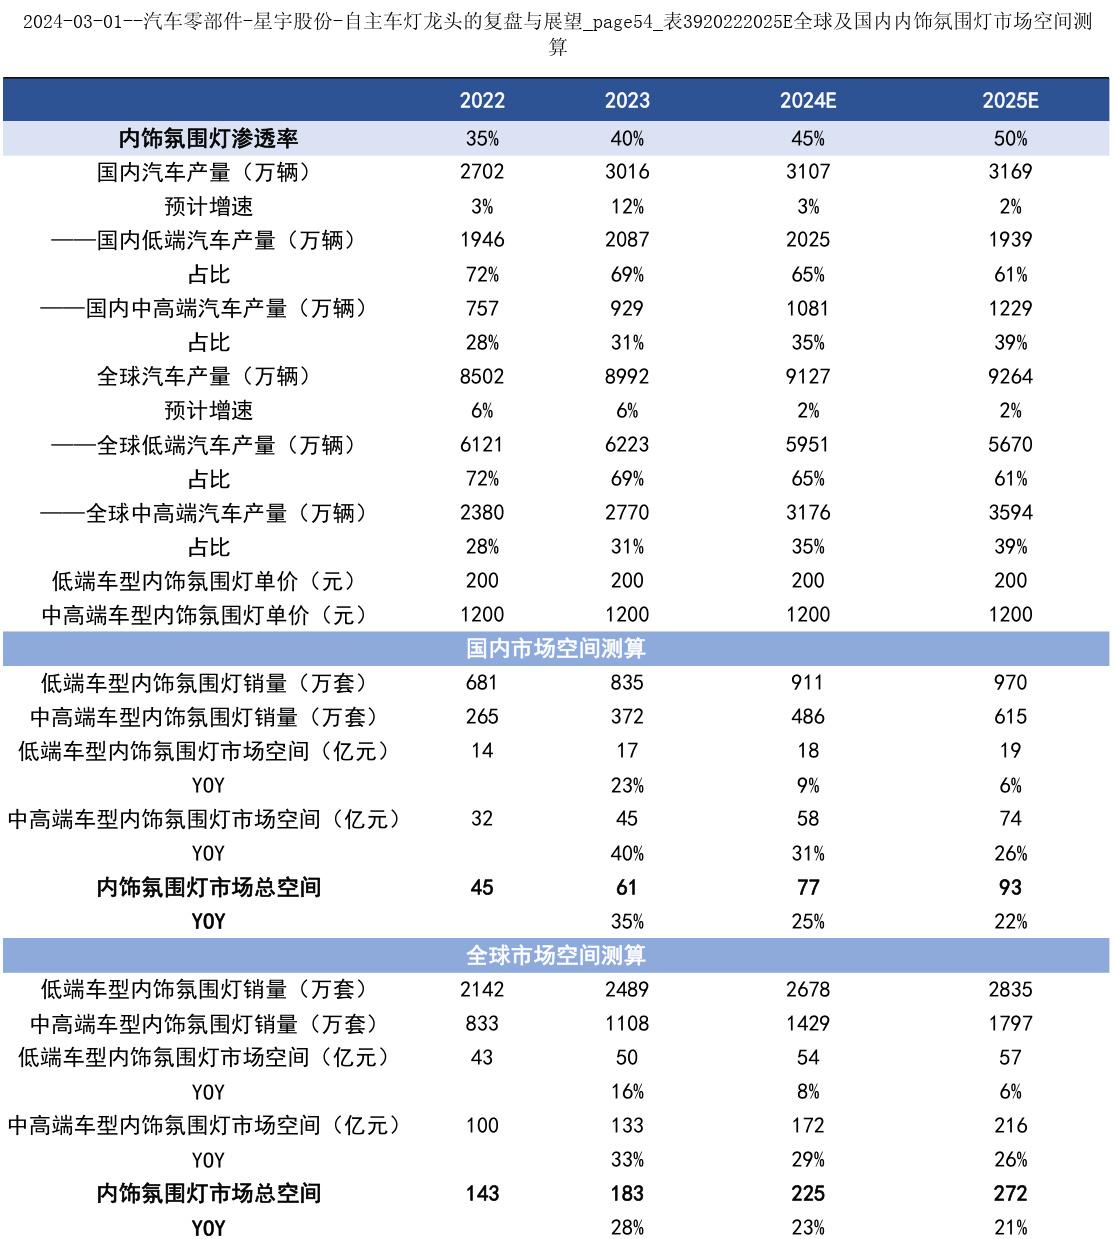 2024-03-01--汽车零部件-星宇股份-自主车灯龙头的复盘与展望_page54_表3920222025E全球及国内内饰氛围灯市场空间测
算
2022 2023 2024E 2025E
内饰氛围灯渗透率 35% 40% 45% 50%
国内汽车产量（万辆） 2702 3016 3107 3169
预计增速 3% 12% 3% 2%
——国内低端汽车产量（万辆） 1946 2087 2025 1939
占比 72% 69% 65% 61%
——国内中高端汽车产量（万辆） 757 929 1081 1229
占比 28% 31% 35% 39%
全球汽车产量（万辆） 8502 8992 9127 9264
预计增速 6% 6% 2% 2%
——全球低端汽车产量（万辆） 6121 6223 5951 5670
占比 72% 69% 65% 61%
——全球中高端汽车产量（万辆） 2380 2770 3176 3594
占比 28% 31% 35% 39%
低端车型内饰氛围灯单价（元） 200 200 200 200
中高端车型内饰氛围灯单价（元） 1200 1200 1200 1200
国内市场空间测算
低端车型内饰氛围灯销量（万套） 681 835 911 970
中高端车型内饰氛围灯销量（万套） 265 372 486 615
低端车型内饰氛围灯市场空间（亿元） 14 17 18 19
YOY 23% 9% 6%
中高端车型内饰氛围灯市场空间（亿元） 32 45 58 74
YOY 40% 31% 26%
内饰氛围灯市场总空间 45 61 77 93
YOY 35% 25% 22%
全球市场空间测算
低端车型内饰氛围灯销量（万套） 2142 2489 2678 2835
中高端车型内饰氛围灯销量（万套） 833 1108 1429 1797
低端车型内饰氛围灯市场空间（亿元） 43 50 54 57
YOY 16% 8% 6%
中高端车型内饰氛围灯市场空间（亿元） 100 133 172 216
YOY 33% 29% 26%
内饰氛围灯市场总空间 143 183 225 272
YOY 28% 23% 21%